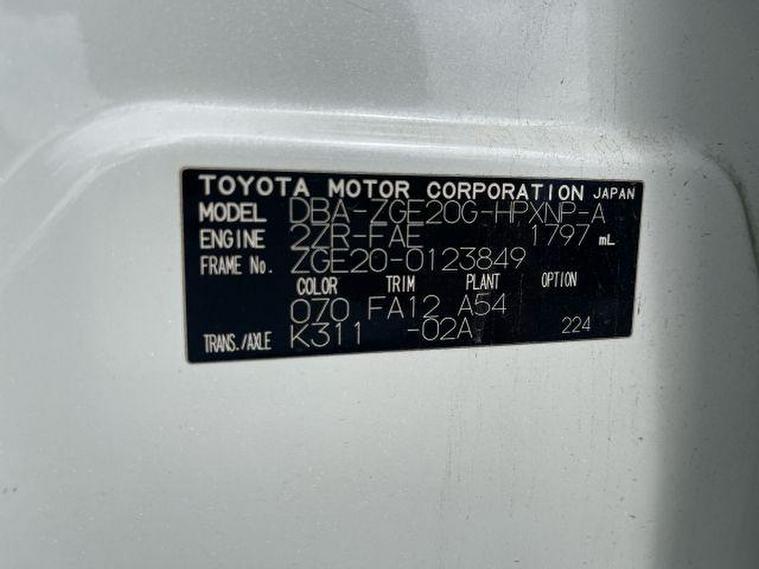 TOYOTA MOTOR CORPORATION JAPAN
MODEL DBA-ZGE20G-HPXNP-A
ENGINE 2ZR-FAE 1797 mL
FRAME No. ZGE20-0123849
COLOR TRIM PLANT OPTION
070 FA12 A54
TRANS./AXLE K311 -02A 224